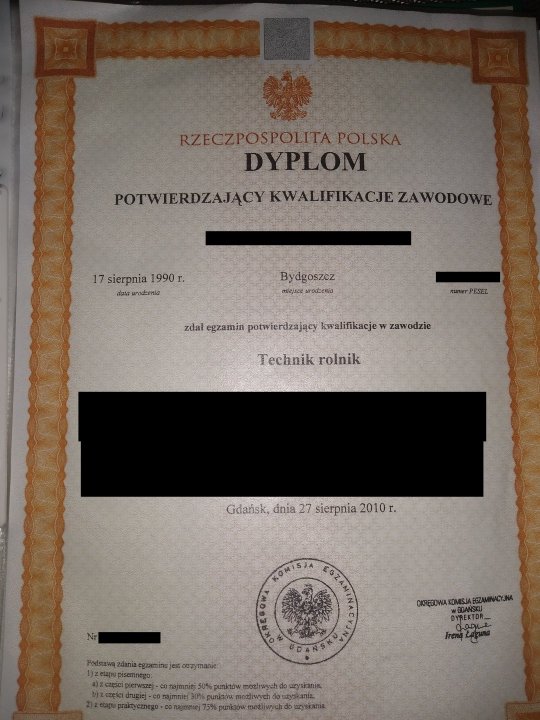 RZECZPOSPOLITA POLSKA
DYPLOM
POTWIERDZAJĄCY KWALIFIKACJE ZAWODOWE
17 sierpnia 1990 r. Bydgoszcz
data urodzenia miejsce urodzenia numer PESEL
zdał egzamin potwierdzający kwalifikacje w zawodzie
Technik rolnik
Gdańsk, dnia 27 sierpnia 2010 r.
OKRĘGOWA KOMISJA EGZAMINACYJNA
W GDAŃSKU
OKRĘGOWA KOMISJA EGZAMINACYJNA
w GDAŃSKU
DYREKTOR
Irena Łaguna
Nr
Podstawą zdania egzaminu jest otrzymanie:
1) z etapu pisemnego:
a) z części pierwszej - co najmniej 50% punktów możliwych do uzyskania,
b) z części drugiej - co najmniej 30% punktów możliwych do uzyskania,
2) z etapu praktycznego - co najmniej 75% punktów możliwych do uzyskania.